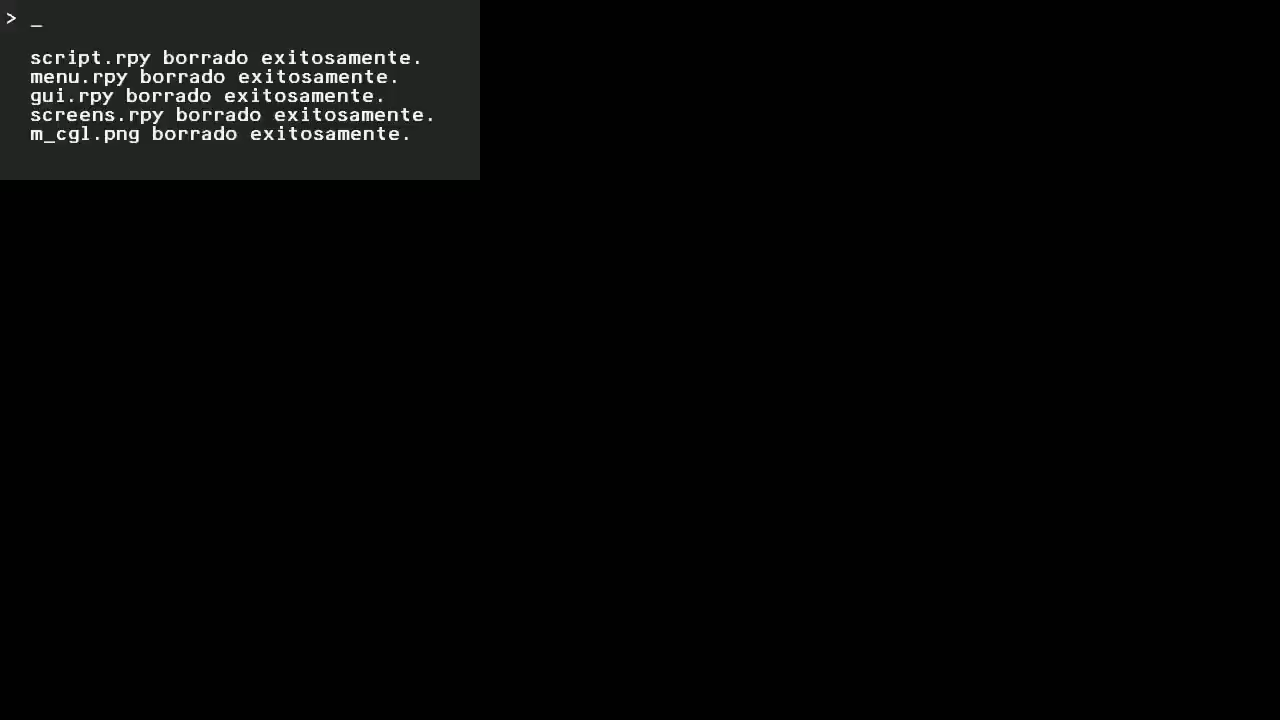 > _
script.rpy borrado exitosamente.
menu.rpy borrado exitosamente.
gui.rpy borrado exitosamente.
screens.rpy borrado exitosamente.
m_cgl.png borrado exitosamente.